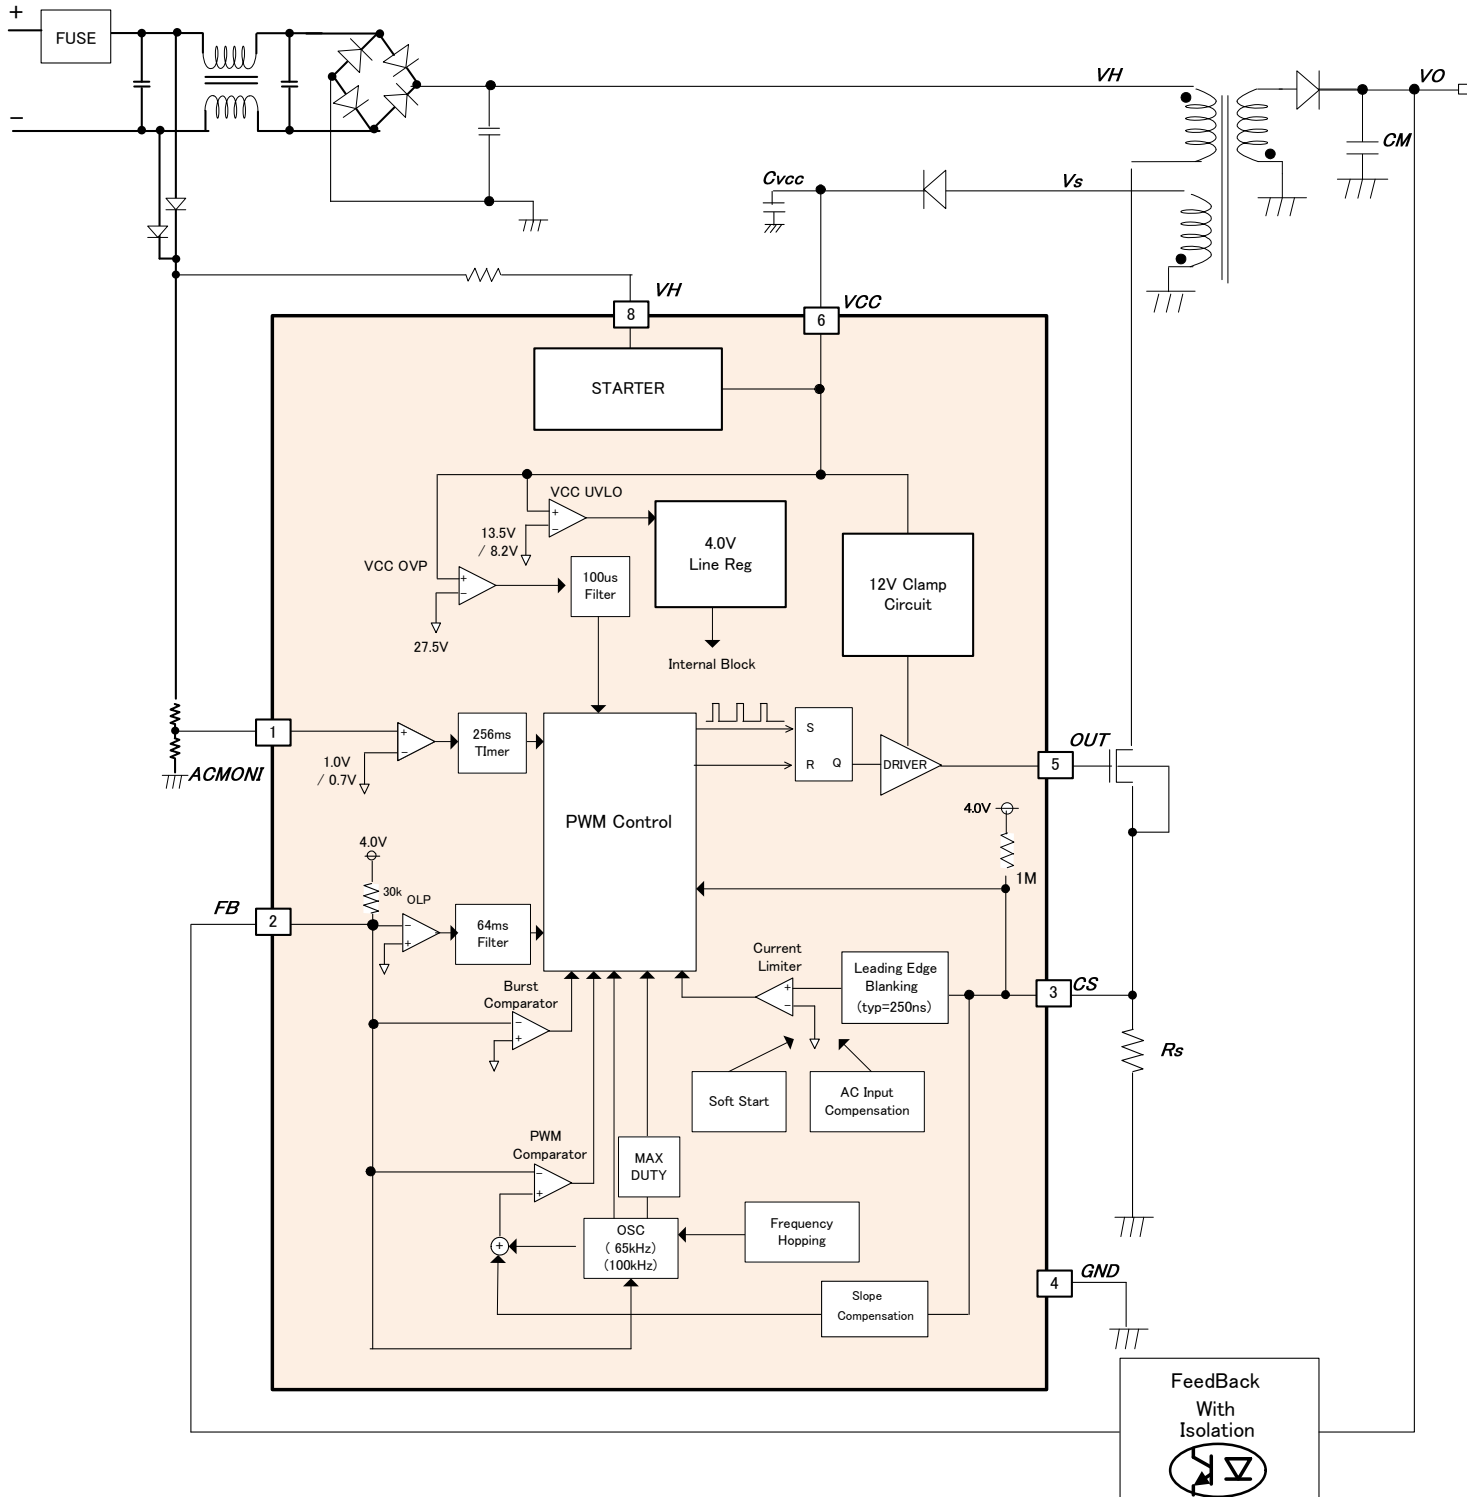 +
FUSE
−
VH
VO
CM
Cvcc
Vs
VH
VCC
8
6
STARTER
VCC UVLO
+
−
13.5V
/ 8.2V
4.0V
Line Reg
VCC OVP
+
−
100us
Filter
12V Clamp
Circuit
27.5V
Internal Block
1
+
−
256ms
TImer
1.0V
/ 0.7V
ACMONI
S
R
Q
DRIVER
5
OUT
PWM Control
4.0V
1M
4.0V
30k
OLP
FB
2
−
+
64ms
Filter
Current
Limiter
+
−
Leading Edge
Blanking
(typ=250ns)
3
CS
Burst
Comparator
−
+
Rs
Soft Start
AC Input
Compensation
PWM
Comparator
−
+
MAX
DUTY
+
OSC
( 65kHz)
(100kHz)
Frequency
Hopping
4
GND
Slope
Compensation
FeedBack
With
Isolation